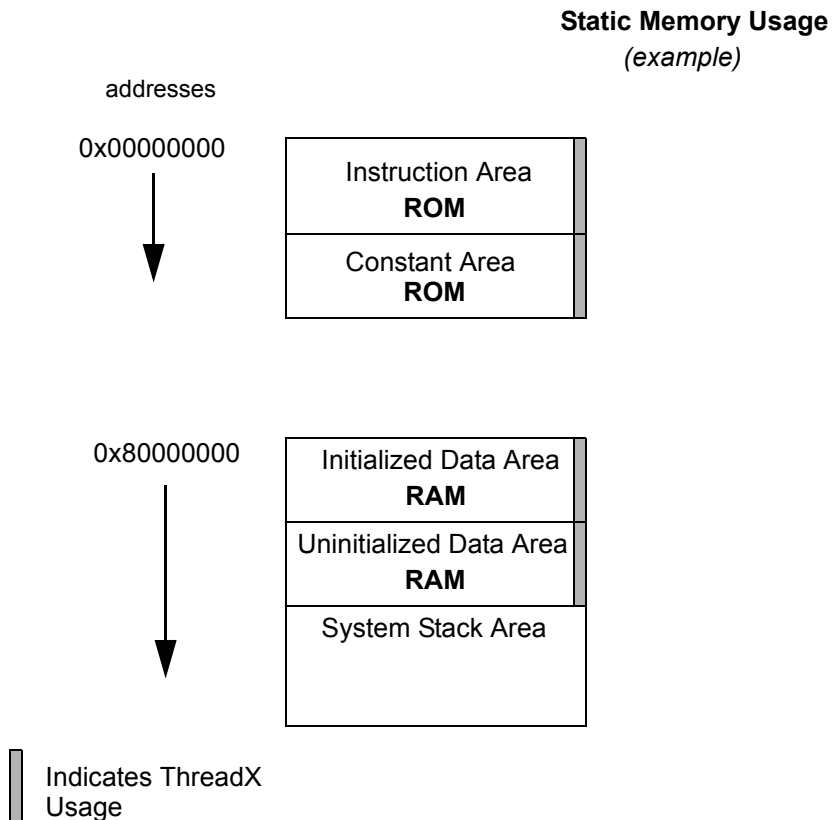 Static Memory Usage
(example)
addresses
0x00000000
Instruction Area
ROM
Constant Area
ROM
0x80000000
Initialized Data Area
RAM
Uninitialized Data Area
RAM
System Stack Area
Indicates ThreadX
Usage